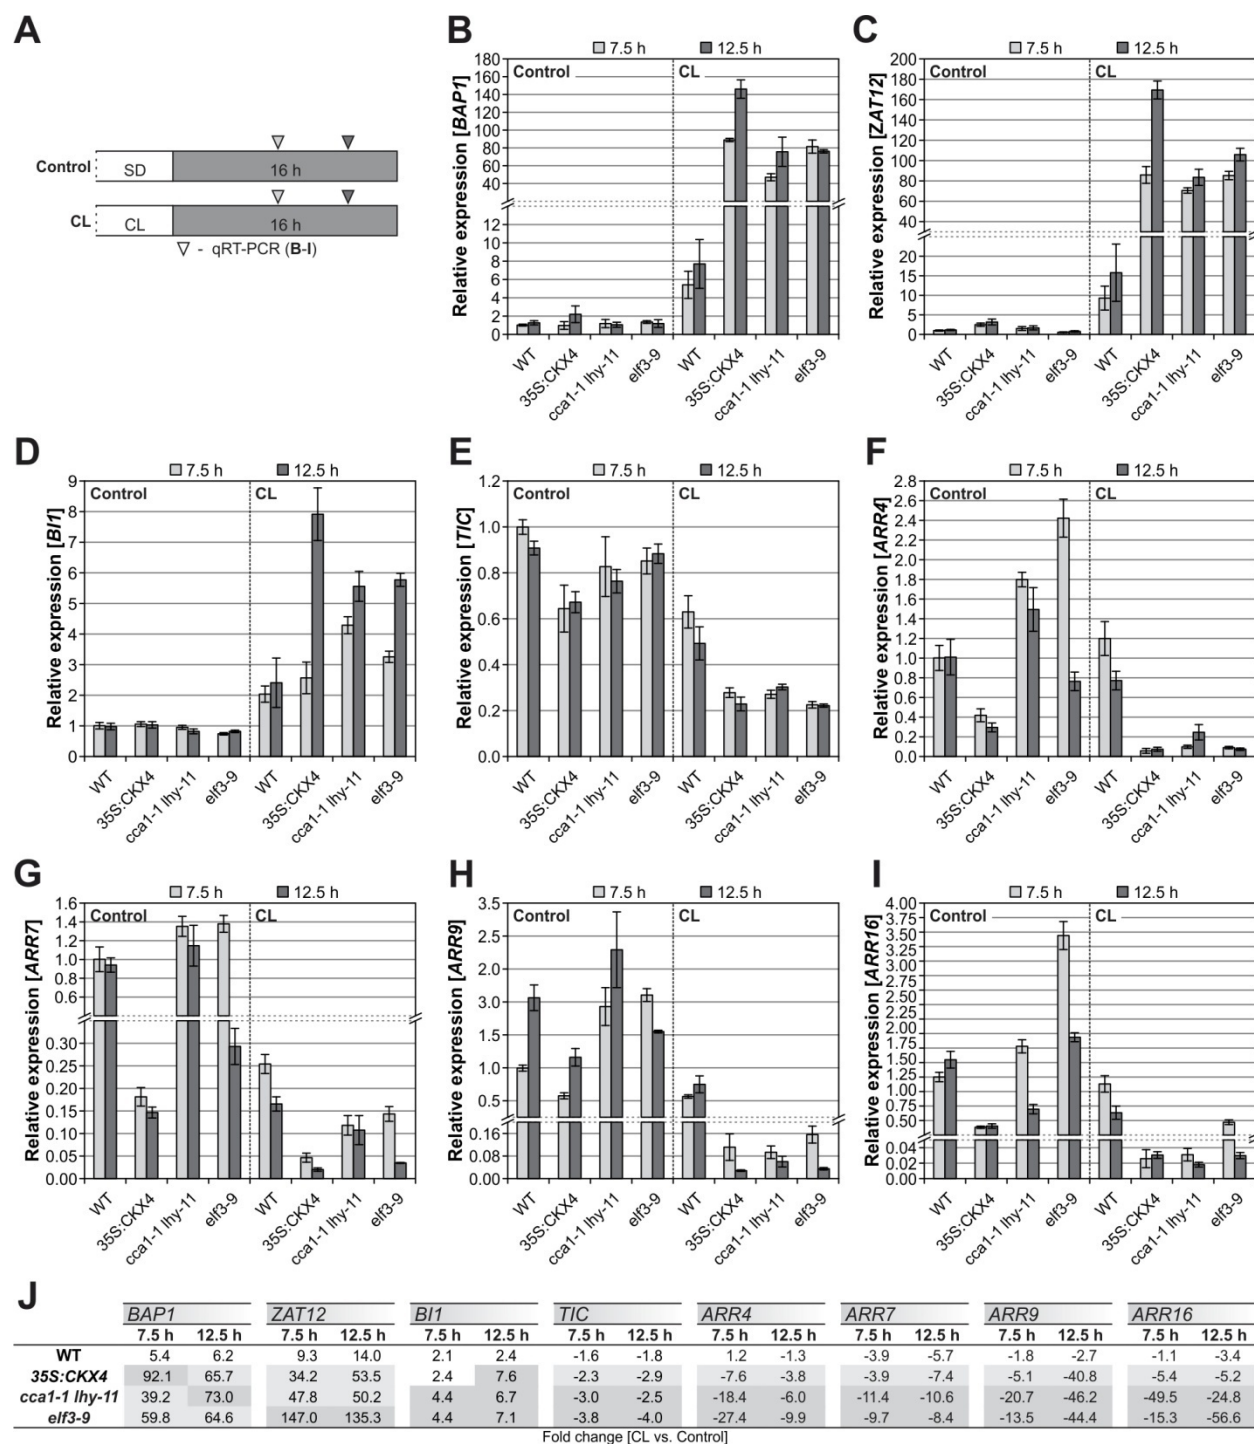 A
Control
SD
16 h
CL
CL
16 h
▽ - qRT-PCR (B-I)
B
7.5 h 12.5 h
Relative expression [BAP1]
Control CL
180
160
140
120
100
80
60
40
12
10
8
6
4
2
0
WT 35S:CKX4 cca1-1 lhy-11 elf3-9 WT 35S:CKX4 cca1-1 lhy-11 elf3-9
C
7.5 h 12.5 h
Relative expression [ZAT12]
Control CL
200
180
160
140
120
100
80
60
40
25
20
15
10
5
0
WT 35S:CKX4 cca1-1 lhy-11 elf3-9 WT 35S:CKX4 cca1-1 lhy-11 elf3-9
D
7.5 h 12.5 h
Relative expression [BI1]
Control CL
9
8
7
6
5
4
3
2
1
0
WT 35S:CKX4 cca1-1 lhy-11 elf3-9 WT 35S:CKX4 cca1-1 lhy-11 elf3-9
E
7.5 h 12.5 h
Relative expression [TIC]
Control CL
1.2
1.0
0.8
0.6
0.4
0.2
0.0
WT 35S:CKX4 cca1-1 lhy-11 elf3-9 WT 35S:CKX4 cca1-1 lhy-11 elf3-9
F
7.5 h 12.5 h
Relative expression [ARR4]
Control CL
2.8
2.6
2.4
2.2
2.0
1.8
1.6
1.4
1.2
1.0
0.8
0.6
0.4
0.2
0.0
WT 35S:CKX4 cca1-1 lhy-11 elf3-9 WT 35S:CKX4 cca1-1 lhy-11 elf3-9
G
7.5 h 12.5 h
Relative expression [ARR7]
Control CL
1.6
1.4
1.2
1.0
0.8
0.6
0.30
0.25
0.20
0.15
0.10
0.05
0.00
WT 35S:CKX4 cca1-1 lhy-11 elf3-9 WT 35S:CKX4 cca1-1 lhy-11 elf3-9
H
7.5 h 12.5 h
Relative expression [ARR9]
Control CL
3.5
2.5
3.0
1.5
0.5
0.16
0.08
0.00
WT 35S:CKX4 cca1-1 lhy-11 elf3-9 WT 35S:CKX4 cca1-1 lhy-11 elf3-9
I
7.5 h 12.5 h
Relative expression [ARR16]
Control CL
4.00
3.75
3.50
3.25
3.00
2.75
2.50
2.25
2.00
1.75
1.50
1.25
1.00
0.75
0.50
0.04
0.02
0.00
WT 35S:CKX4 cca1-1 lhy-11 elf3-9 WT 35S:CKX4 cca1-1 lhy-11 elf3-9
J
BAP1 ZAT12 BI1 TIC ARR4 ARR7 ARR9 ARR16
7.5 h 12.5 h 7.5 h 12.5 h 7.5 h 12.5 h 7.5 h 12.5 h 7.5 h 12.5 h 7.5 h 12.5 h 7.5 h 12.5 h 7.5 h 12.5 h
WT 5.4 6.2 9.3 14.0 2.1 2.4 -1.6 -1.8 1.2 -1.3 -3.9 -5.7 -1.8 -2.7 -1.1 -3.4
35S:CKX4 92.1 65.7 34.2 53.5 2.4 7.6 -2.3 -2.9 -7.6 -3.8 -3.9 -7.4 -5.1 -40.8 -5.4 -5.2
cca1-1 lhy-11 39.2 73.0 47.8 50.2 4.4 6.7 -3.0 -2.5 -18.4 -6.0 -11.4 -10.6 -20.7 -46.2 -49.5 -24.8
elf3-9 59.8 64.6 147.0 135.3 4.4 7.1 -3.8 -4.0 -27.4 -9.9 -9.7 -8.4 -13.5 -44.4 -15.3 -56.6
Fold change [CL vs. Control]